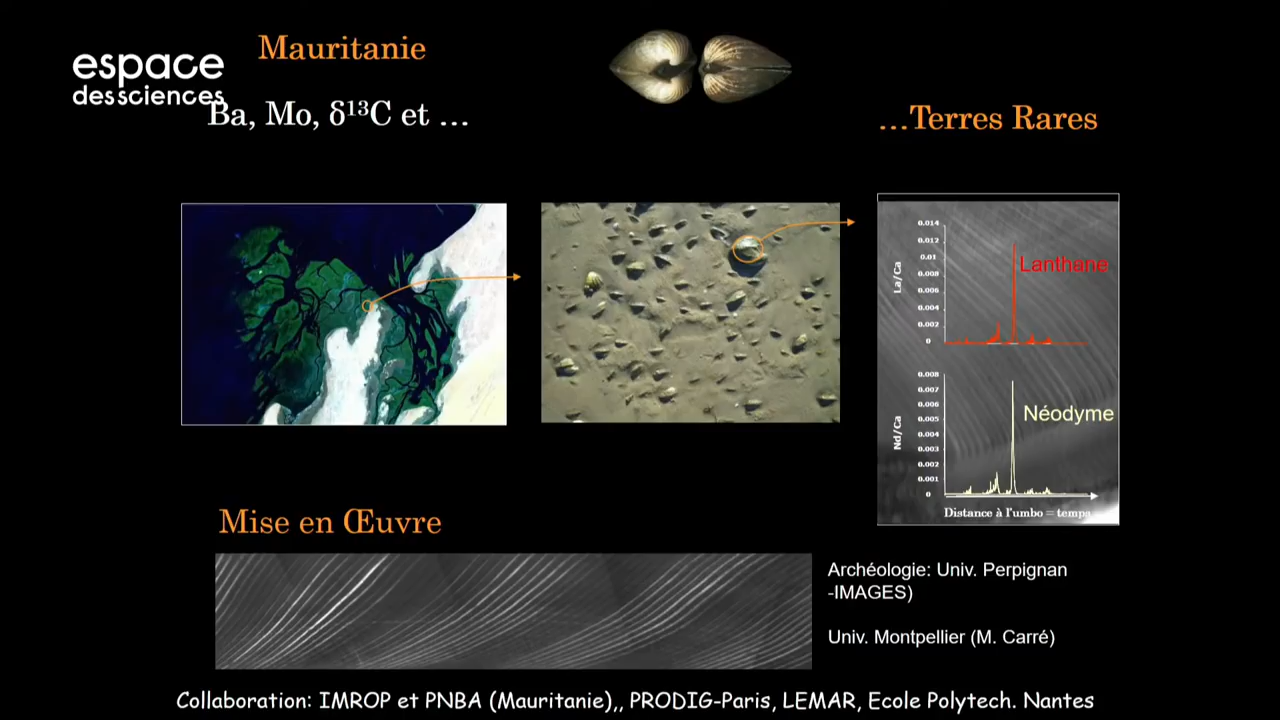 Mauritanie
espace
des sciences
Ba, Mo, δ¹³C et ...
...Terres Rares
0.014
0.012
0.01
0.008
0.006
0.004
0.002
0
La/Ca
Lanthane
0.008
0.007
0.006
0.005
0.004
0.003
0.002
0.001
0
Nd/Ca
Néodyme
Distance à l'umbo = temps
Mise en Œuvre
Archéologie: Univ. Perpignan
-IMAGES)
Univ. Montpellier (M. Carré)
Collaboration: IMROP et PNBA (Mauritanie),, PRODIG-Paris, LEMAR, Ecole Polytech. Nantes